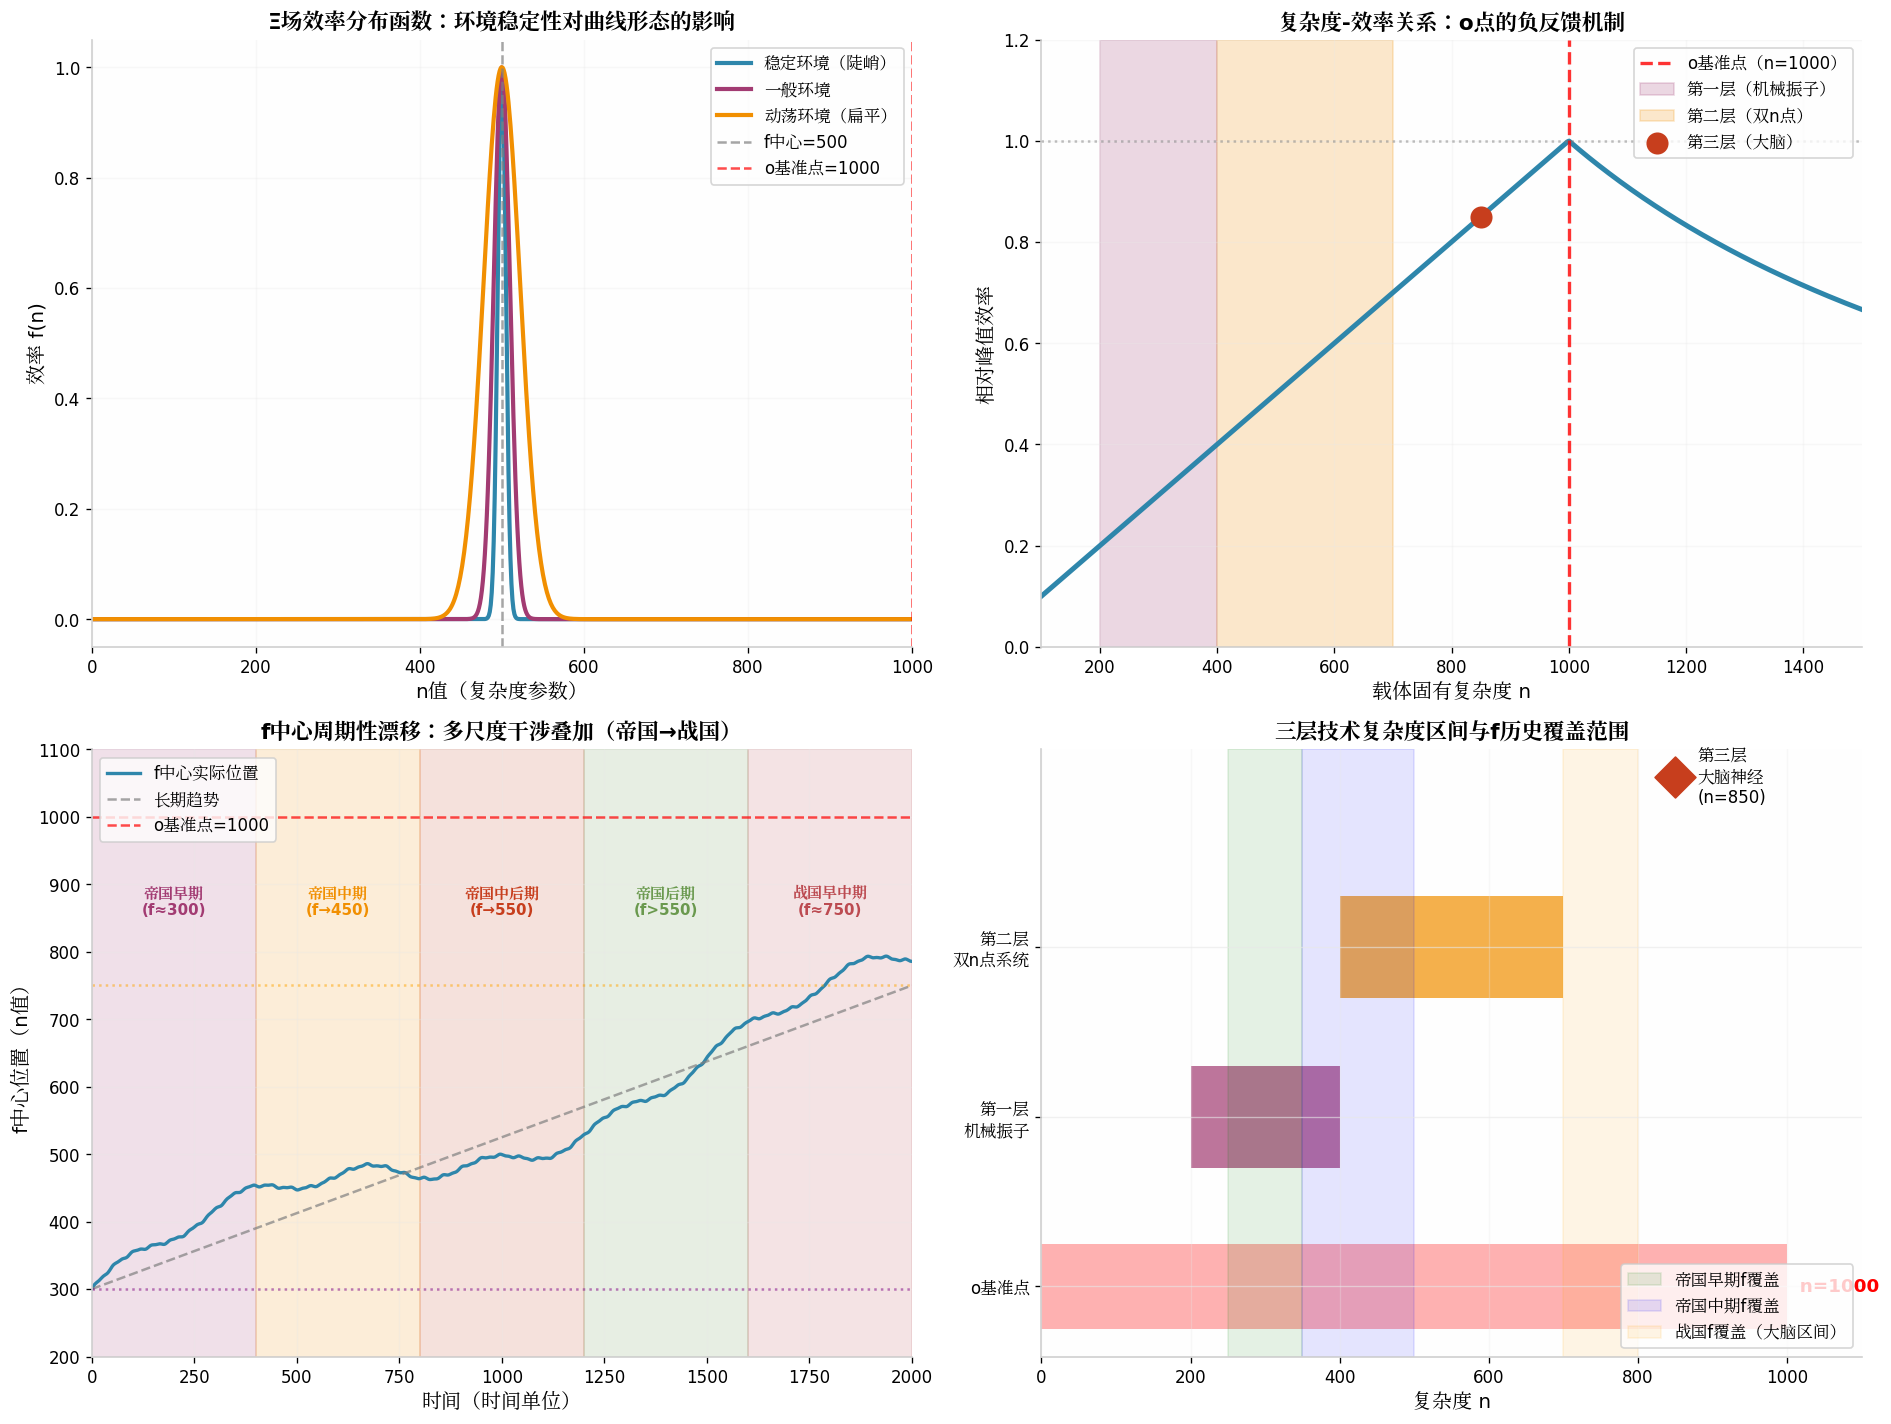 Ξ场效率分布函数：环境稳定性对曲线形态的影响
效率 f(n)
1.0
0.8
0.6
0.4
0.2
0.0
稳定环境（陡峭）
一般环境
动荡环境（扁平）
f中心=500
o基准点=1000
0 200 400 600 800 1000
n值（复杂度参数）
复杂度-效率关系：o点的负反馈机制
相对峰值效率
1.2
1.0
0.8
0.6
0.4
0.2
0.0
o基准点（n=1000）
第一层（机械振子）
第二层（双n点）
第三层（大脑）
200 400 600 800 1000 1200 1400
载体固有复杂度 n
f中心周期性漂移：多尺度干涉叠加（帝国→战国）
f中心位置（n值）
1100
1000
900
800
700
600
500
400
300
200
f中心实际位置
长期趋势
o基准点=1000
帝国早期
(f≈300)
帝国中期
(f→450)
帝国中后期
(f→550)
帝国后期
(f>550)
战国早中期
(f≈750)
0 250 500 750 1000 1250 1500 1750 2000
时间（时间单位）
三层技术复杂度区间与f历史覆盖范围
第三层
大脑神经
(n=850)
第二层
双n点系统
第一层
机械振子
o基准点
n=1000
帝国早期f覆盖
帝国中期f覆盖
战国f覆盖（大脑区间）
0 200 400 600 800 1000
复杂度 n